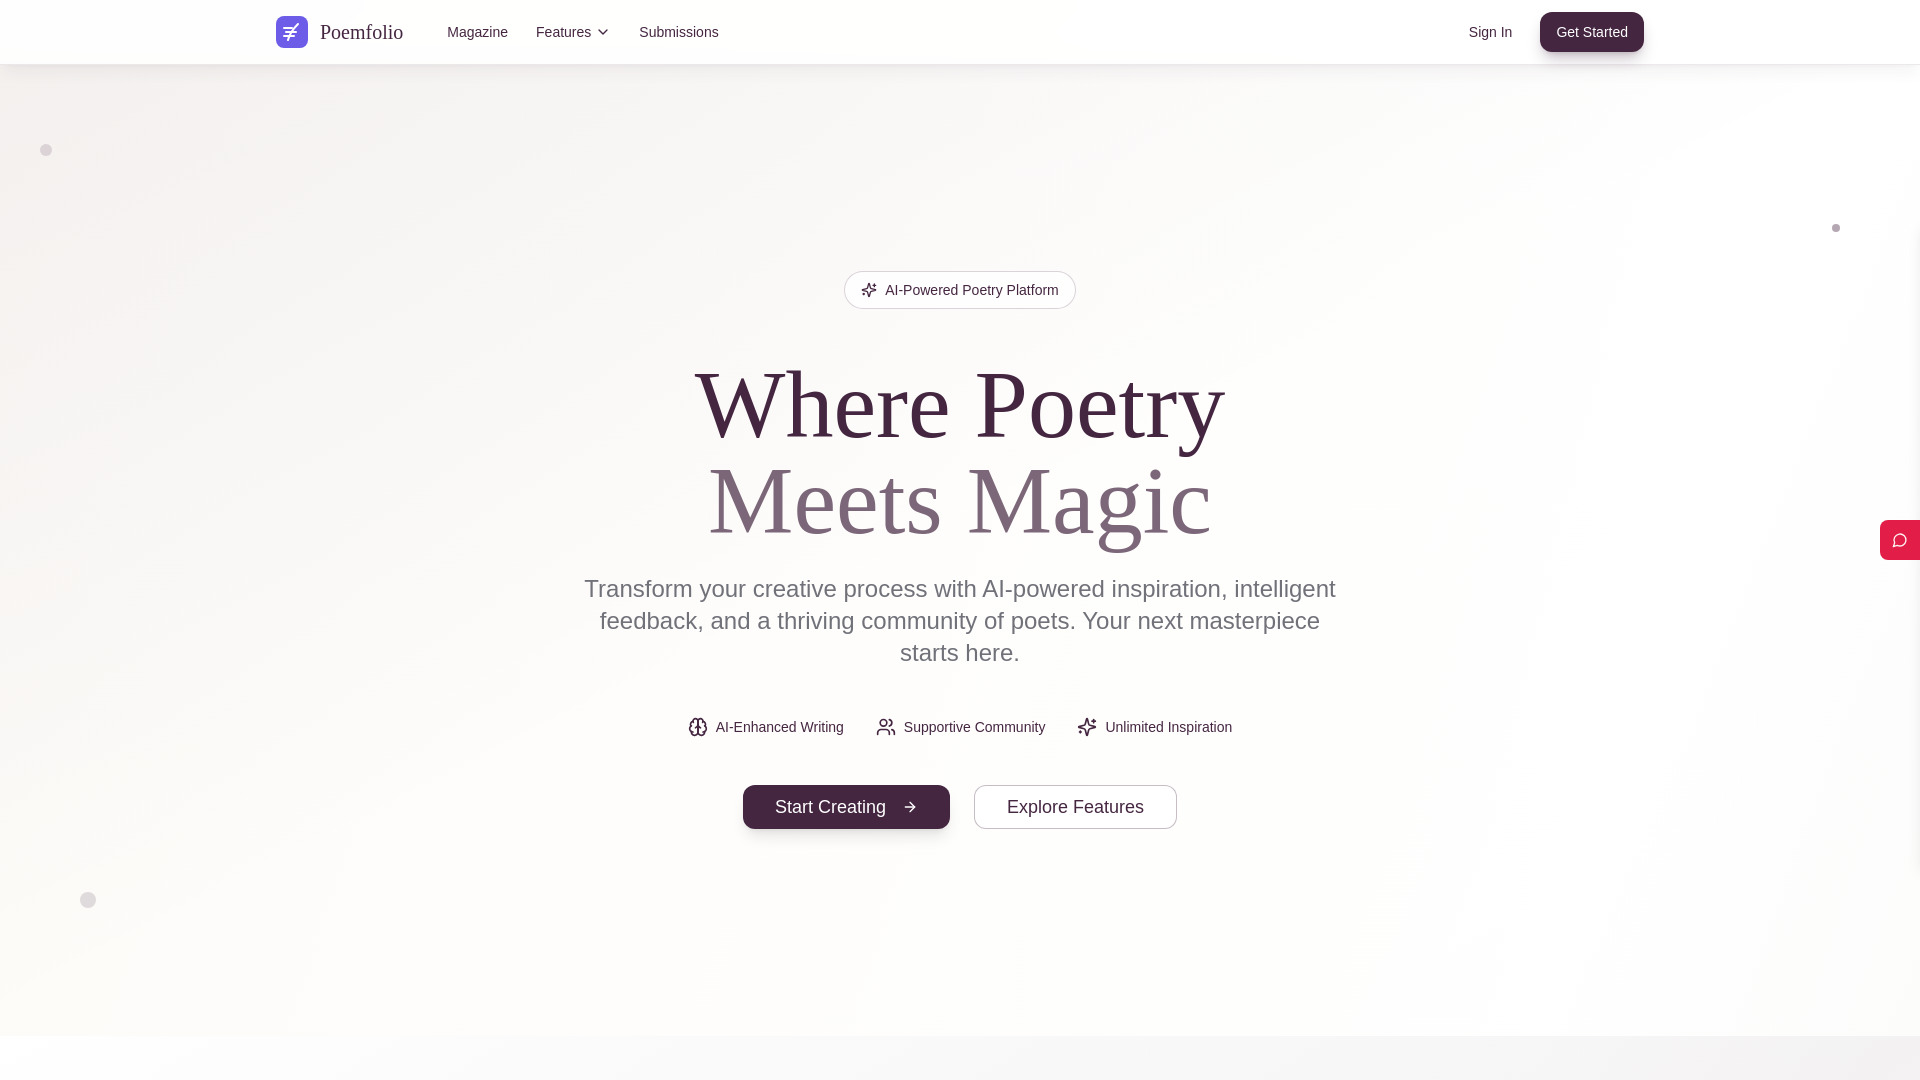 Poemfolio
Magazine
Features
Submissions
Sign In
Get Started
AI-Powered Poetry Platform
Where Poetry
Meets Magic
Transform your creative process with AI-powered inspiration, intelligent
feedback, and a thriving community of poets. Your next masterpiece
starts here.
AI-Enhanced Writing
Supportive Community
Unlimited Inspiration
Start Creating
Explore Features